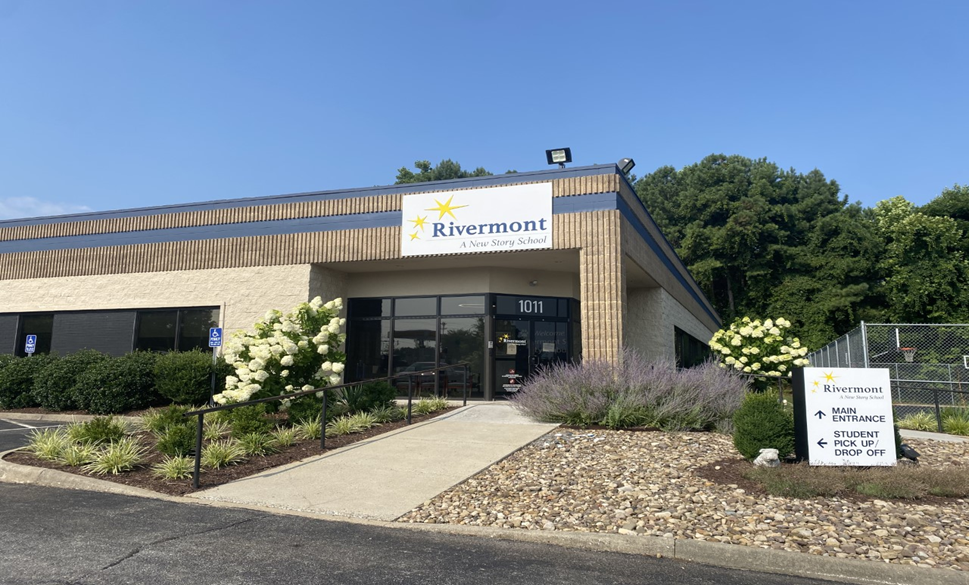 Rivermont
A New Story School
1011
Rivermont
A New Story School
MAIN
ENTRANCE
STUDENT
PICK UP/
DROP OFF